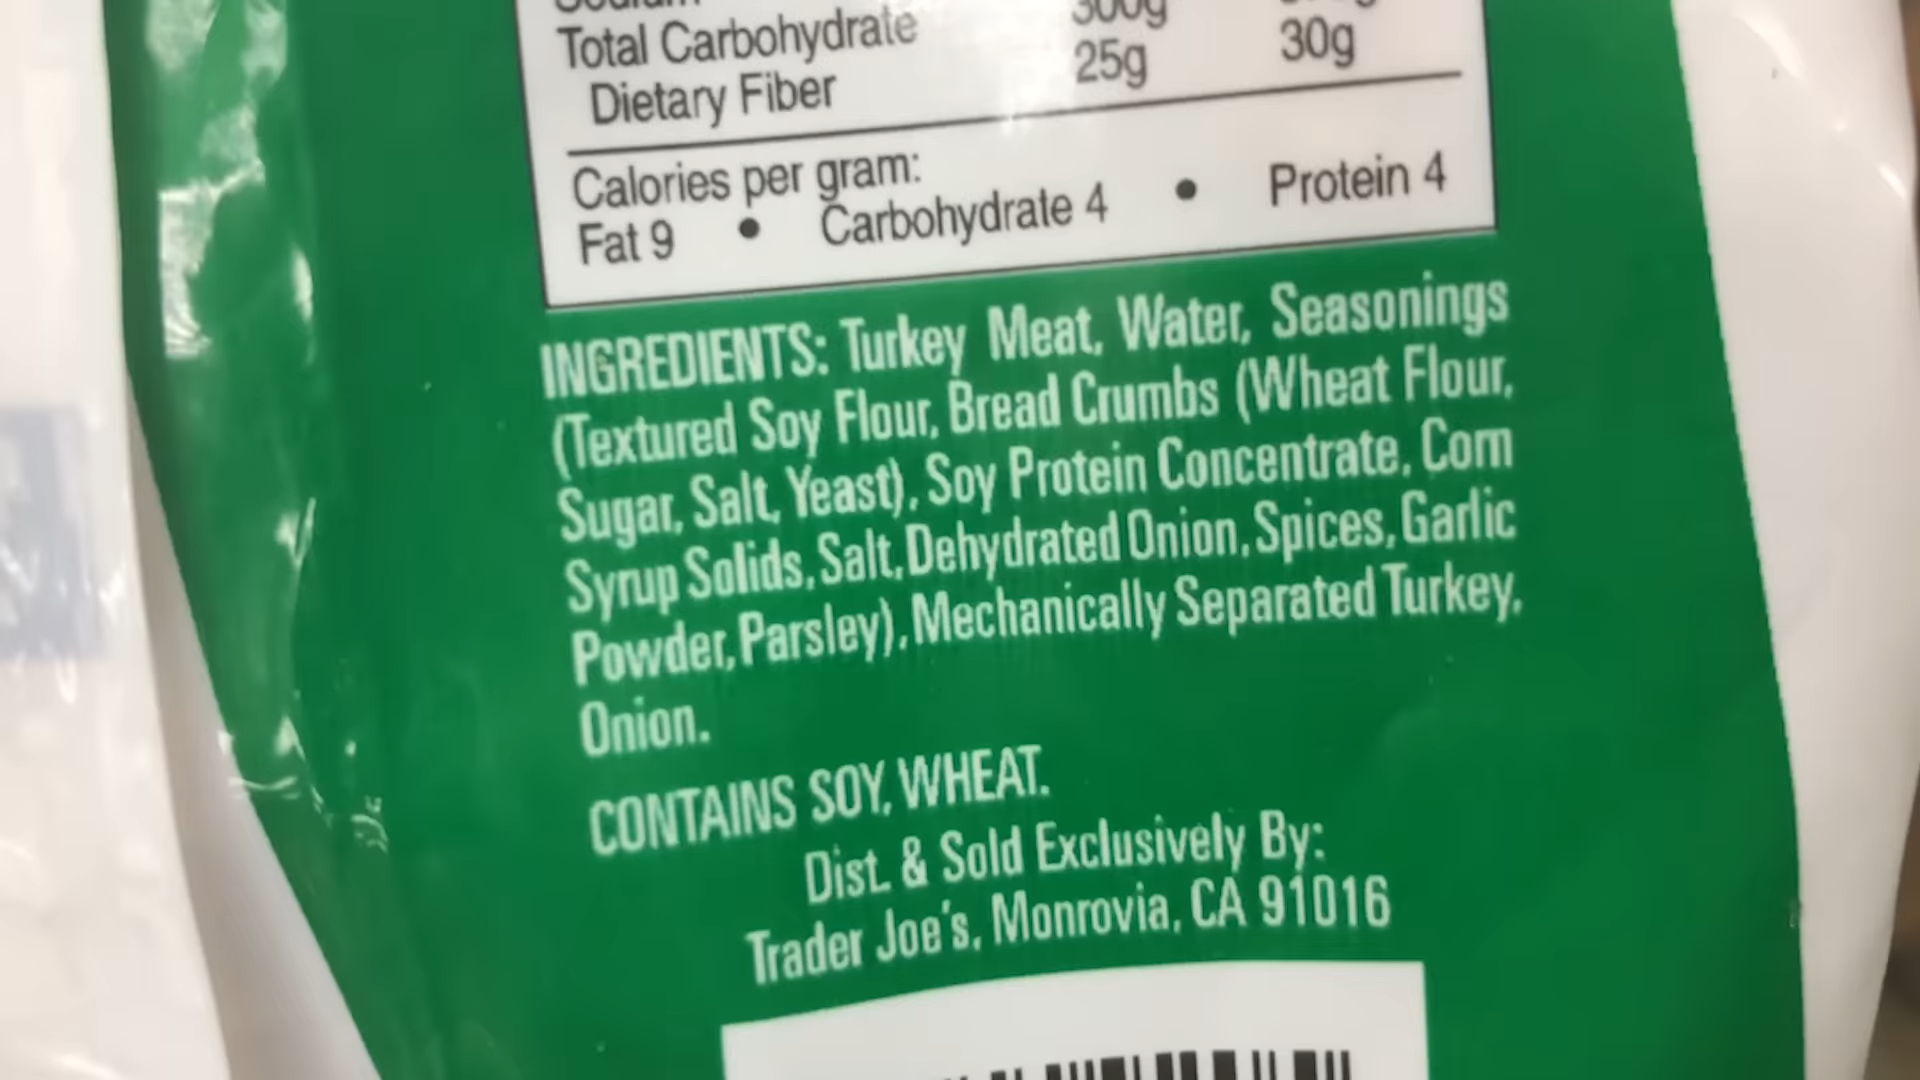 Total Carbohydrate 300g
Dietary Fiber 25g 30g
Calories per gram:
Fat 9 • Carbohydrate 4 • Protein 4
INGREDIENTS: Turkey Meat, Water, Seasonings
(Textured Soy Flour, Bread Crumbs (Wheat Flour,
Sugar, Salt, Yeast), Soy Protein Concentrate, Corn
Syrup Solids, Salt, Dehydrated Onion, Spices, Garlic
Powder, Parsley), Mechanically Separated Turkey,
Onion.
CONTAINS SOY, WHEAT.
Dist. & Sold Exclusively By:
Trader Joe's, Monrovia, CA 91016